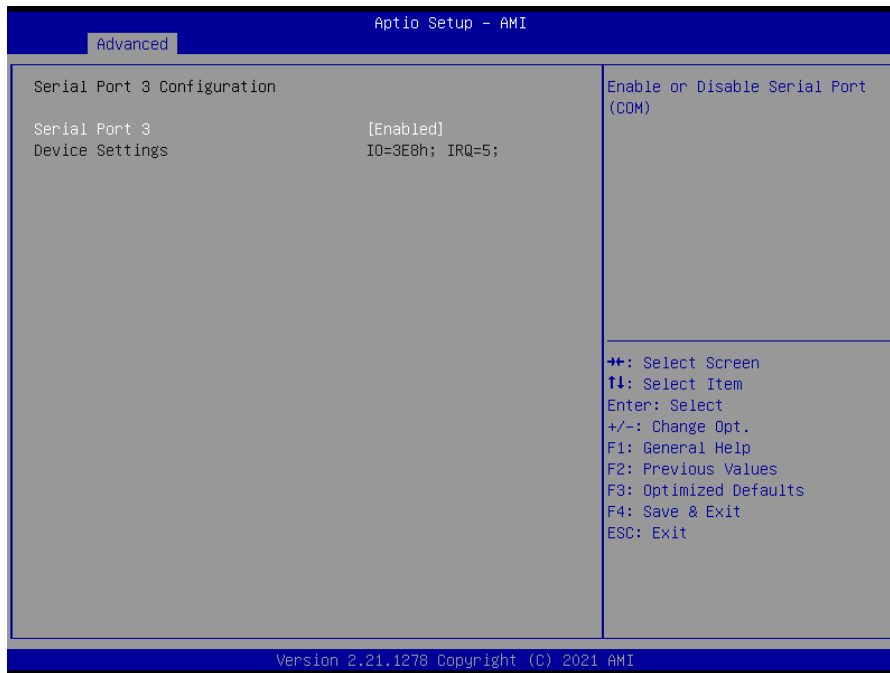 Aptio Setup – AMI
Advanced
Serial Port 3 Configuration
Serial Port 3 [Enabled]
Device Settings IO=3E8h; IRQ=5;
Enable or Disable Serial Port
(COM)
→←: Select Screen
↑↓: Select Item
Enter: Select
+/-: Change Opt.
F1: General Help
F2: Previous Values
F3: Optimized Defaults
F4: Save & Exit
ESC: Exit
Version 2.21.1278 Copyright (C) 2021 AMI